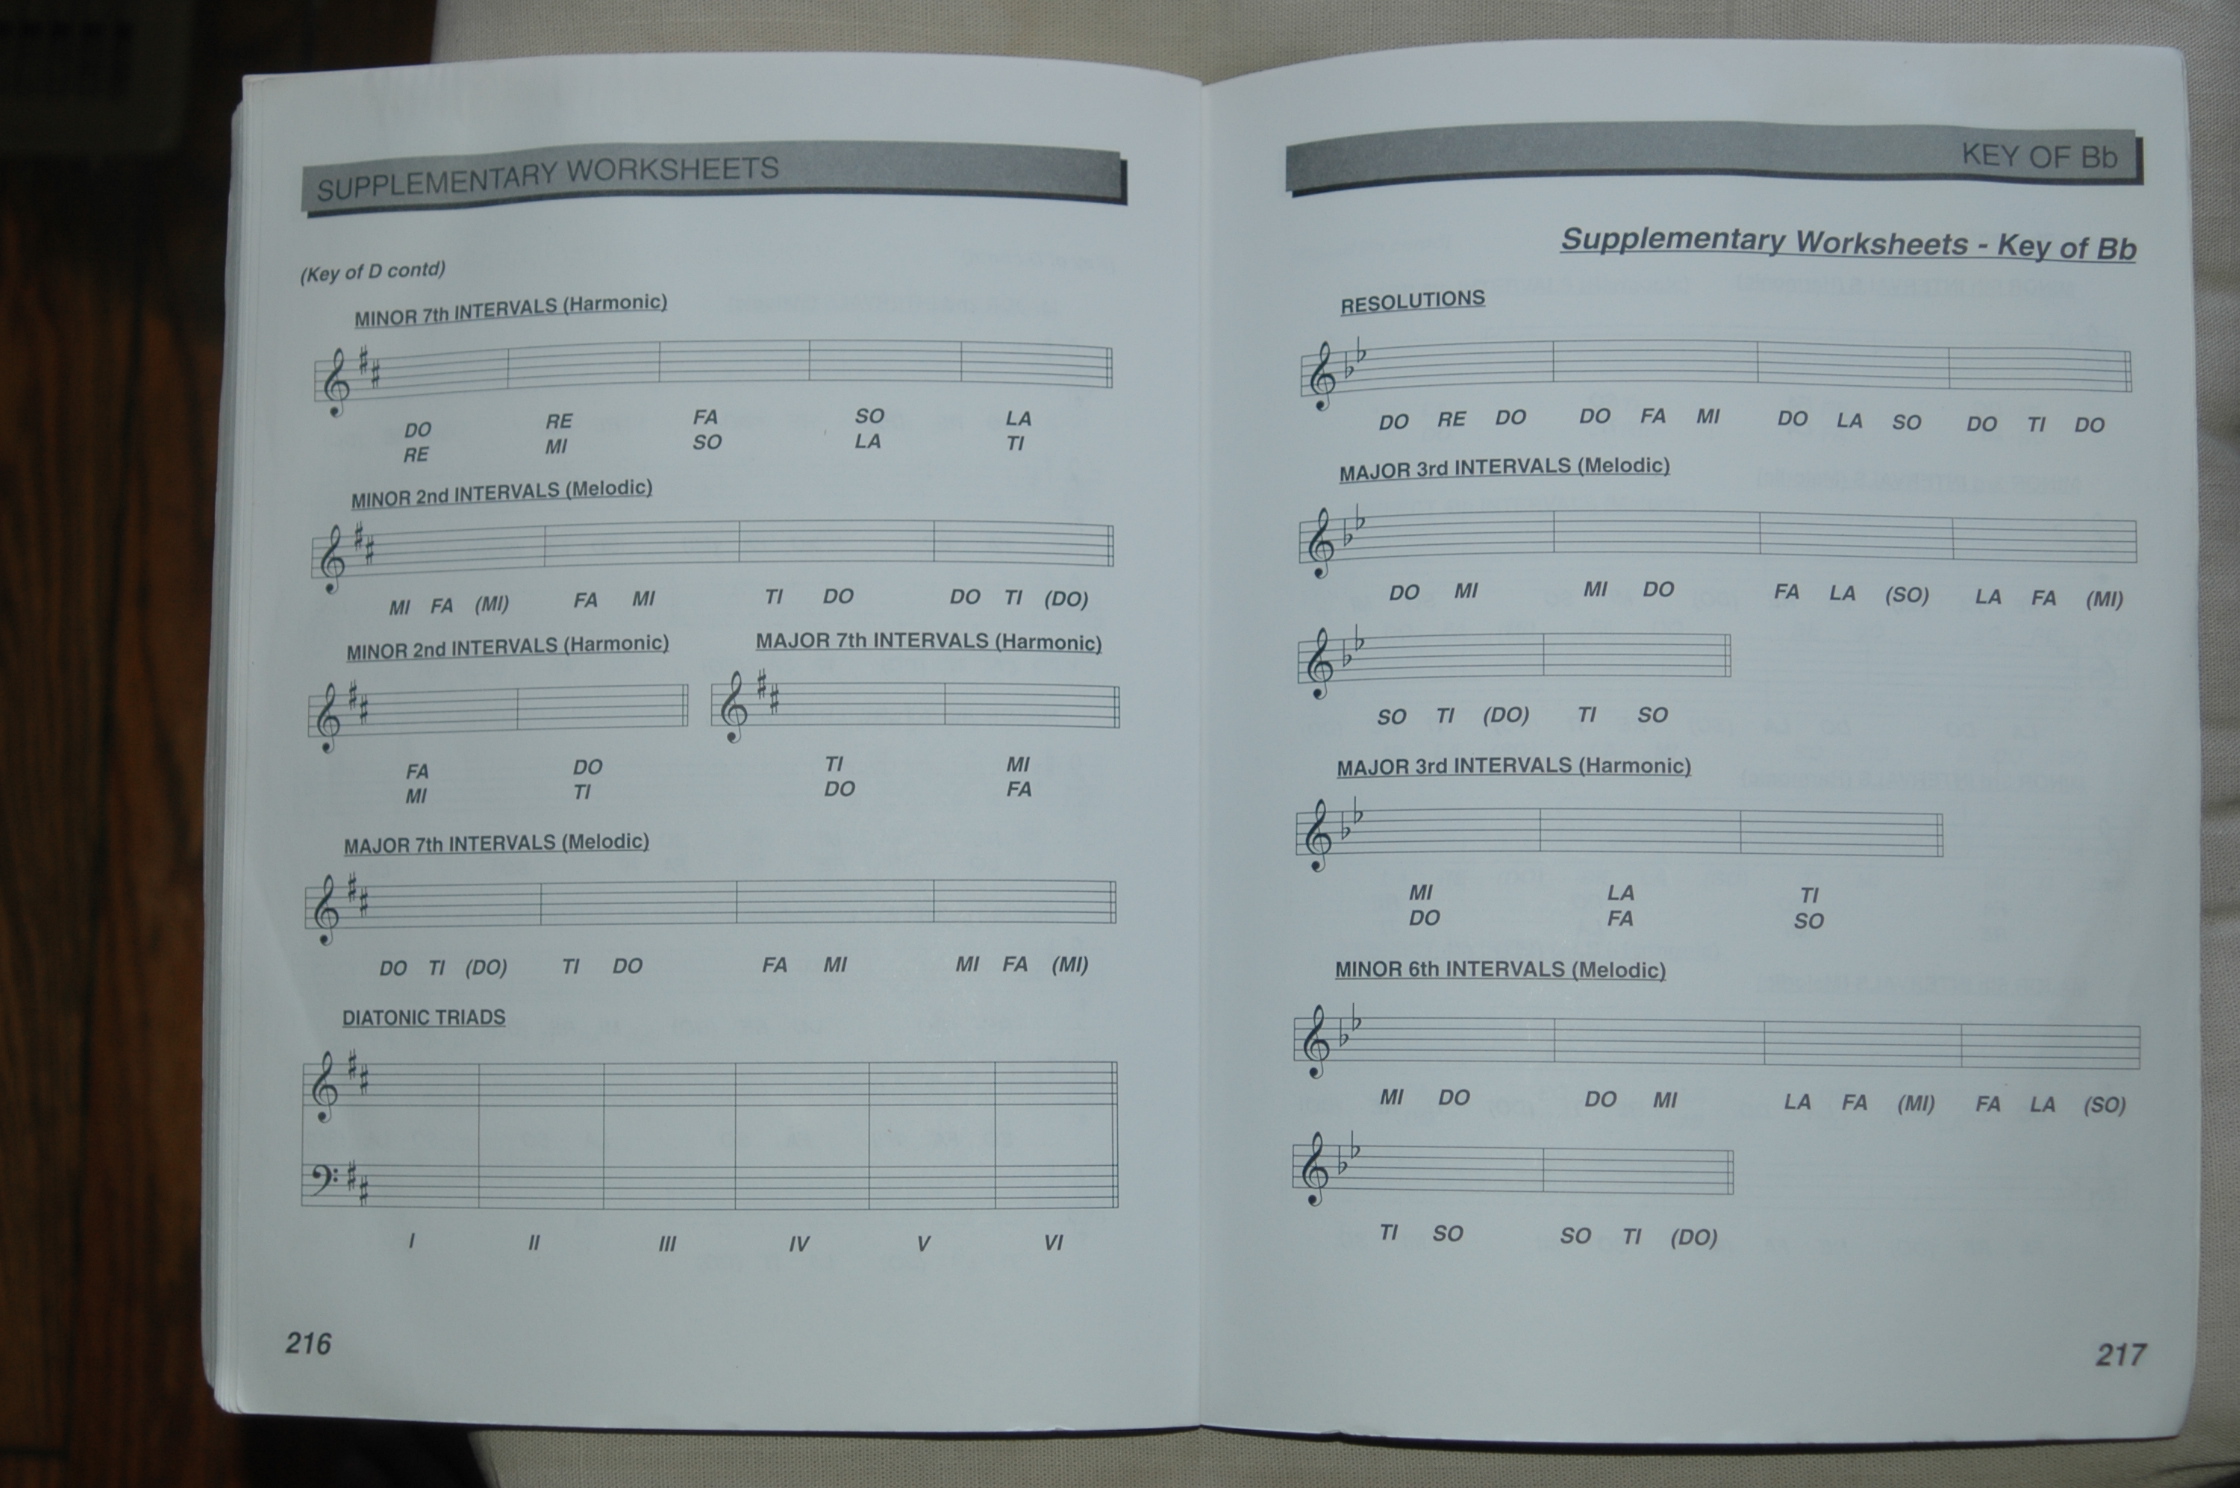 SUPPLEMENTARY WORKSHEETS
(Key of D contd)
MINOR 7th INTERVALS (Harmonic)
DO RE FA SO LA
RE MI SO LA TI
MINOR 2nd INTERVALS (Melodic)
MI FA (MI) FA MI TI DO DO TI (DO)
MINOR 2nd INTERVALS (Harmonic) MAJOR 7th INTERVALS (Harmonic)
FA DO TI MI
MI TI DO FA
MAJOR 7th INTERVALS (Melodic)
DO TI (DO) TI DO FA MI MI FA (MI)
DIATONIC TRIADS
I II III IV V VI
216
KEY OF Bb
Supplementary Worksheets - Key of Bb
RESOLUTIONS
DO RE DO DO FA MI DO LA SO DO TI DO
MAJOR 3rd INTERVALS (Melodic)
DO MI MI DO FA LA (SO) LA FA (MI)
SO TI (DO) TI SO
MAJOR 3rd INTERVALS (Harmonic)
MI LA TI
DO FA SO
MINOR 6th INTERVALS (Melodic)
MI DO DO MI LA FA (MI) FA LA (SO)
TI SO SO TI (DO)
217